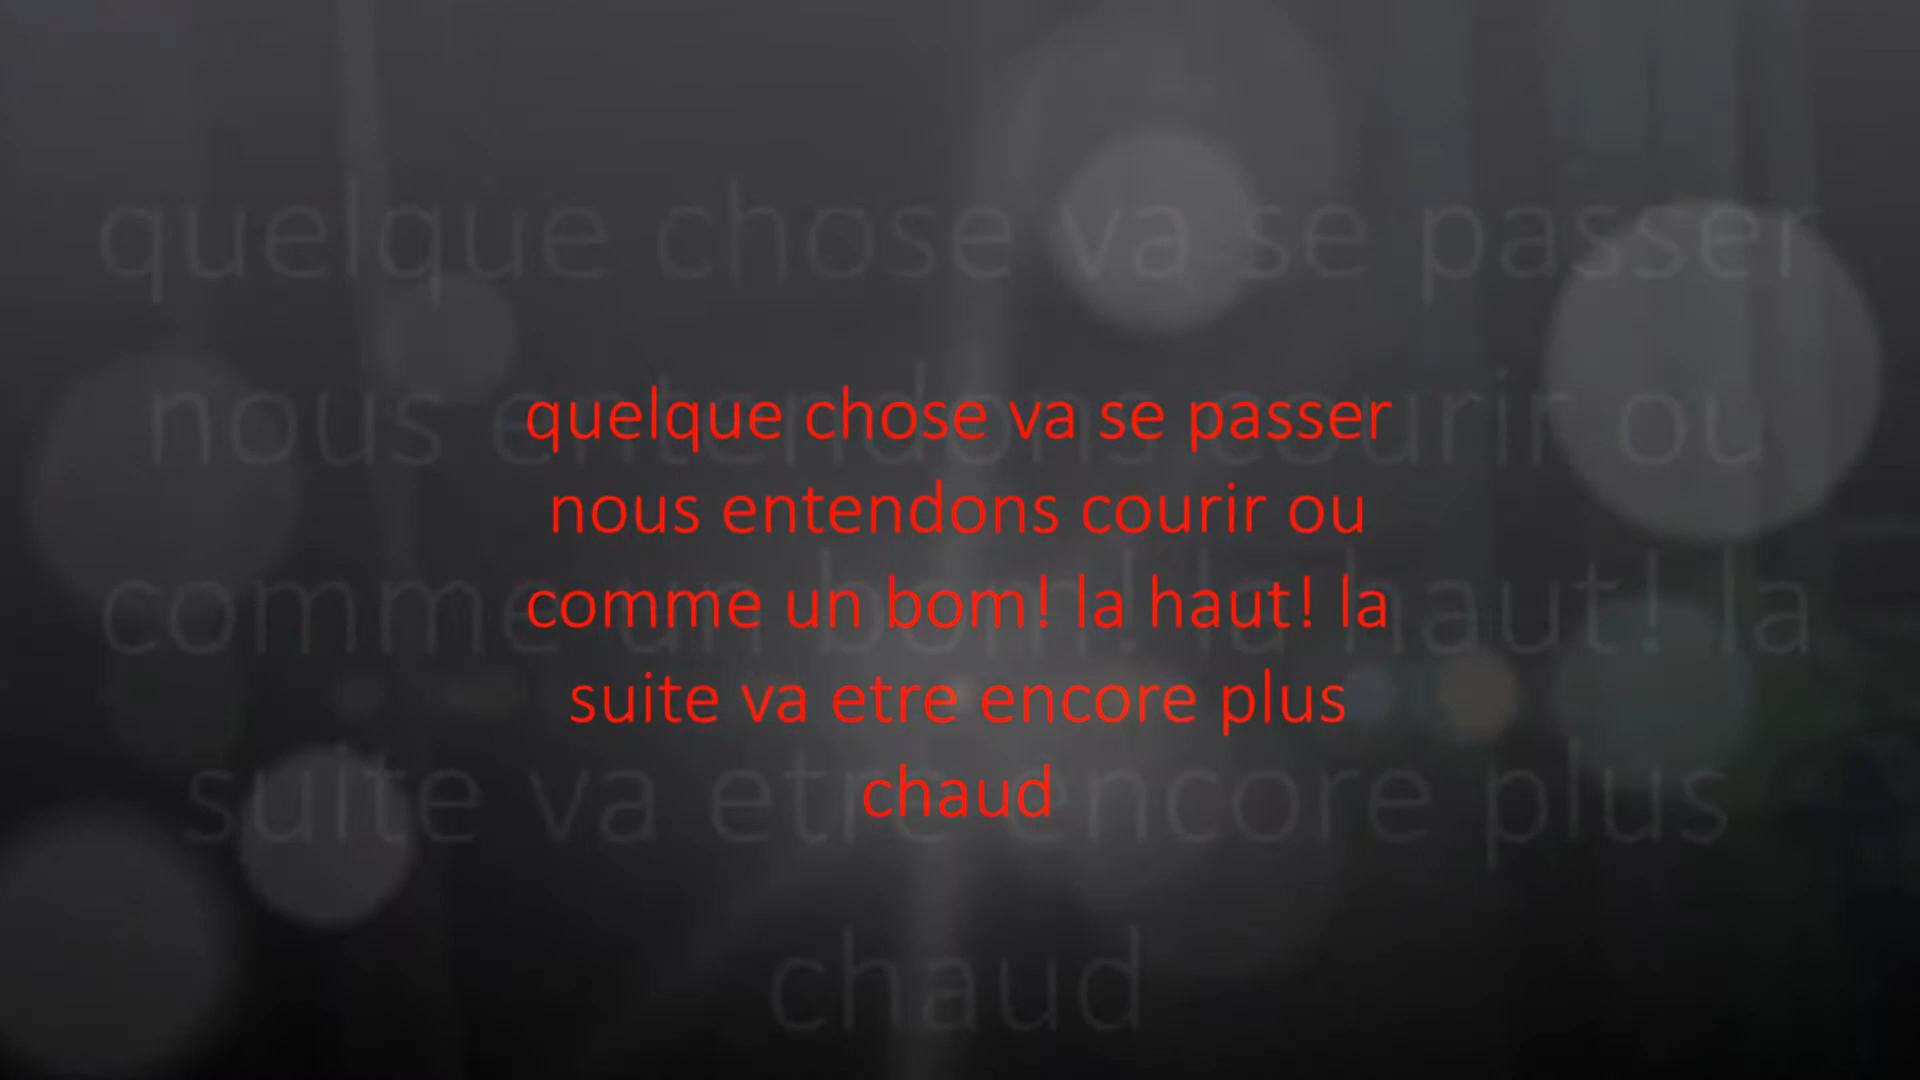 quelque chose va se passer
nous entendons courir ou
comme un bom! la haut! la
suite va etre encore plus
chaud